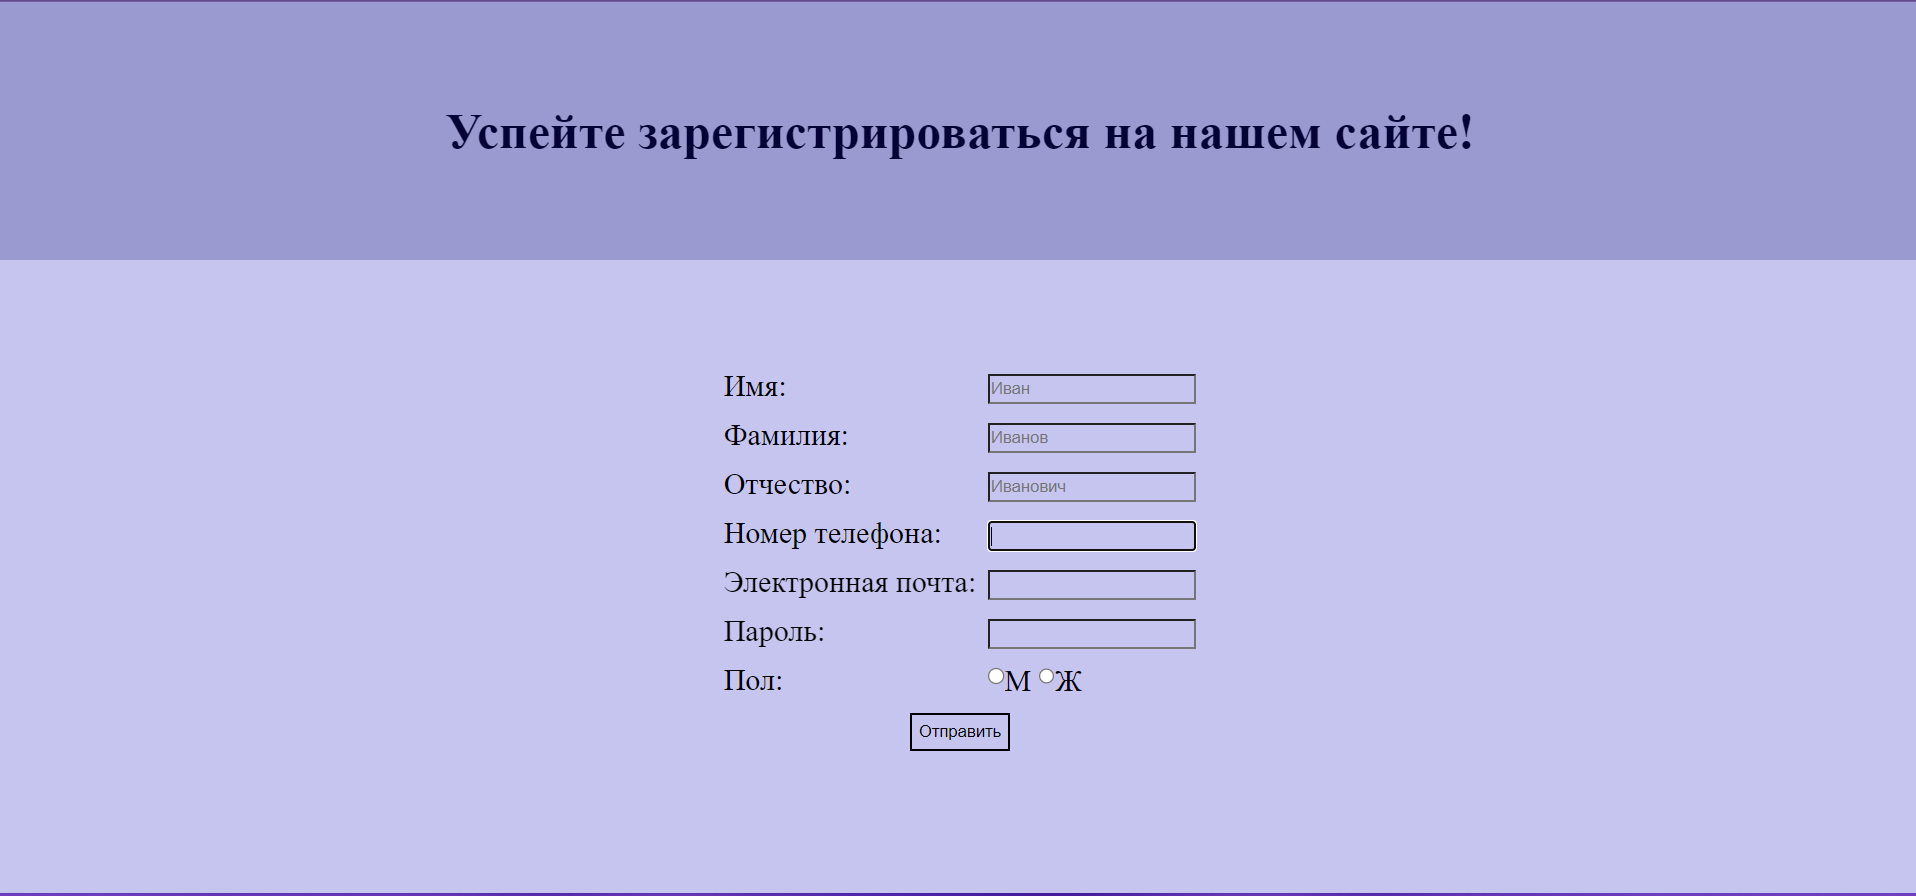 Успейте зарегистрироваться на нашем сайте!
Имя: Иван
Фамилия: Иванов
Отчество: Иванович
Номер телефона:
Электронная почта:
Пароль:
Пол: М Ж
Отправить